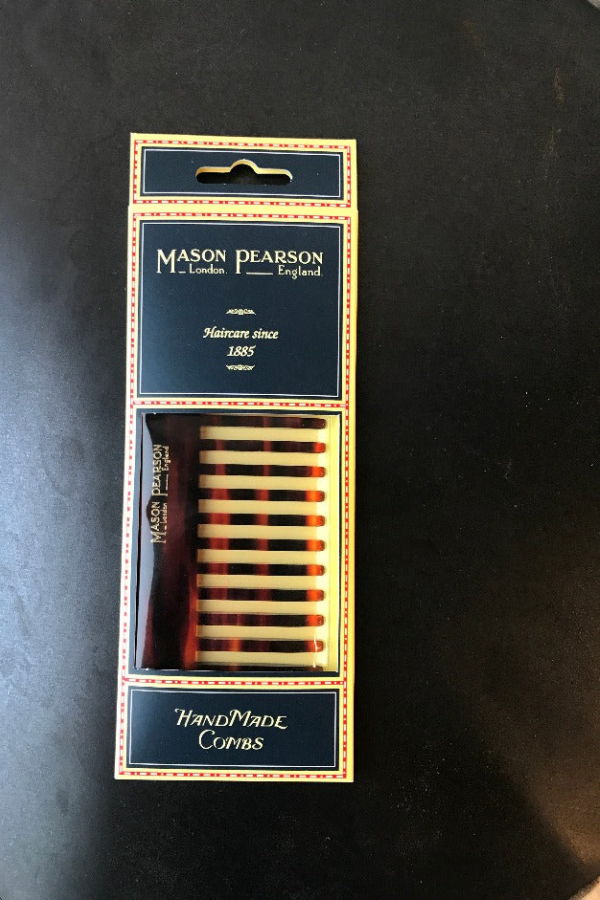 MASON PEARSON
London. England.
Haircare since
1885
MASON PEARSON
London England
HANDMADE
COMBS